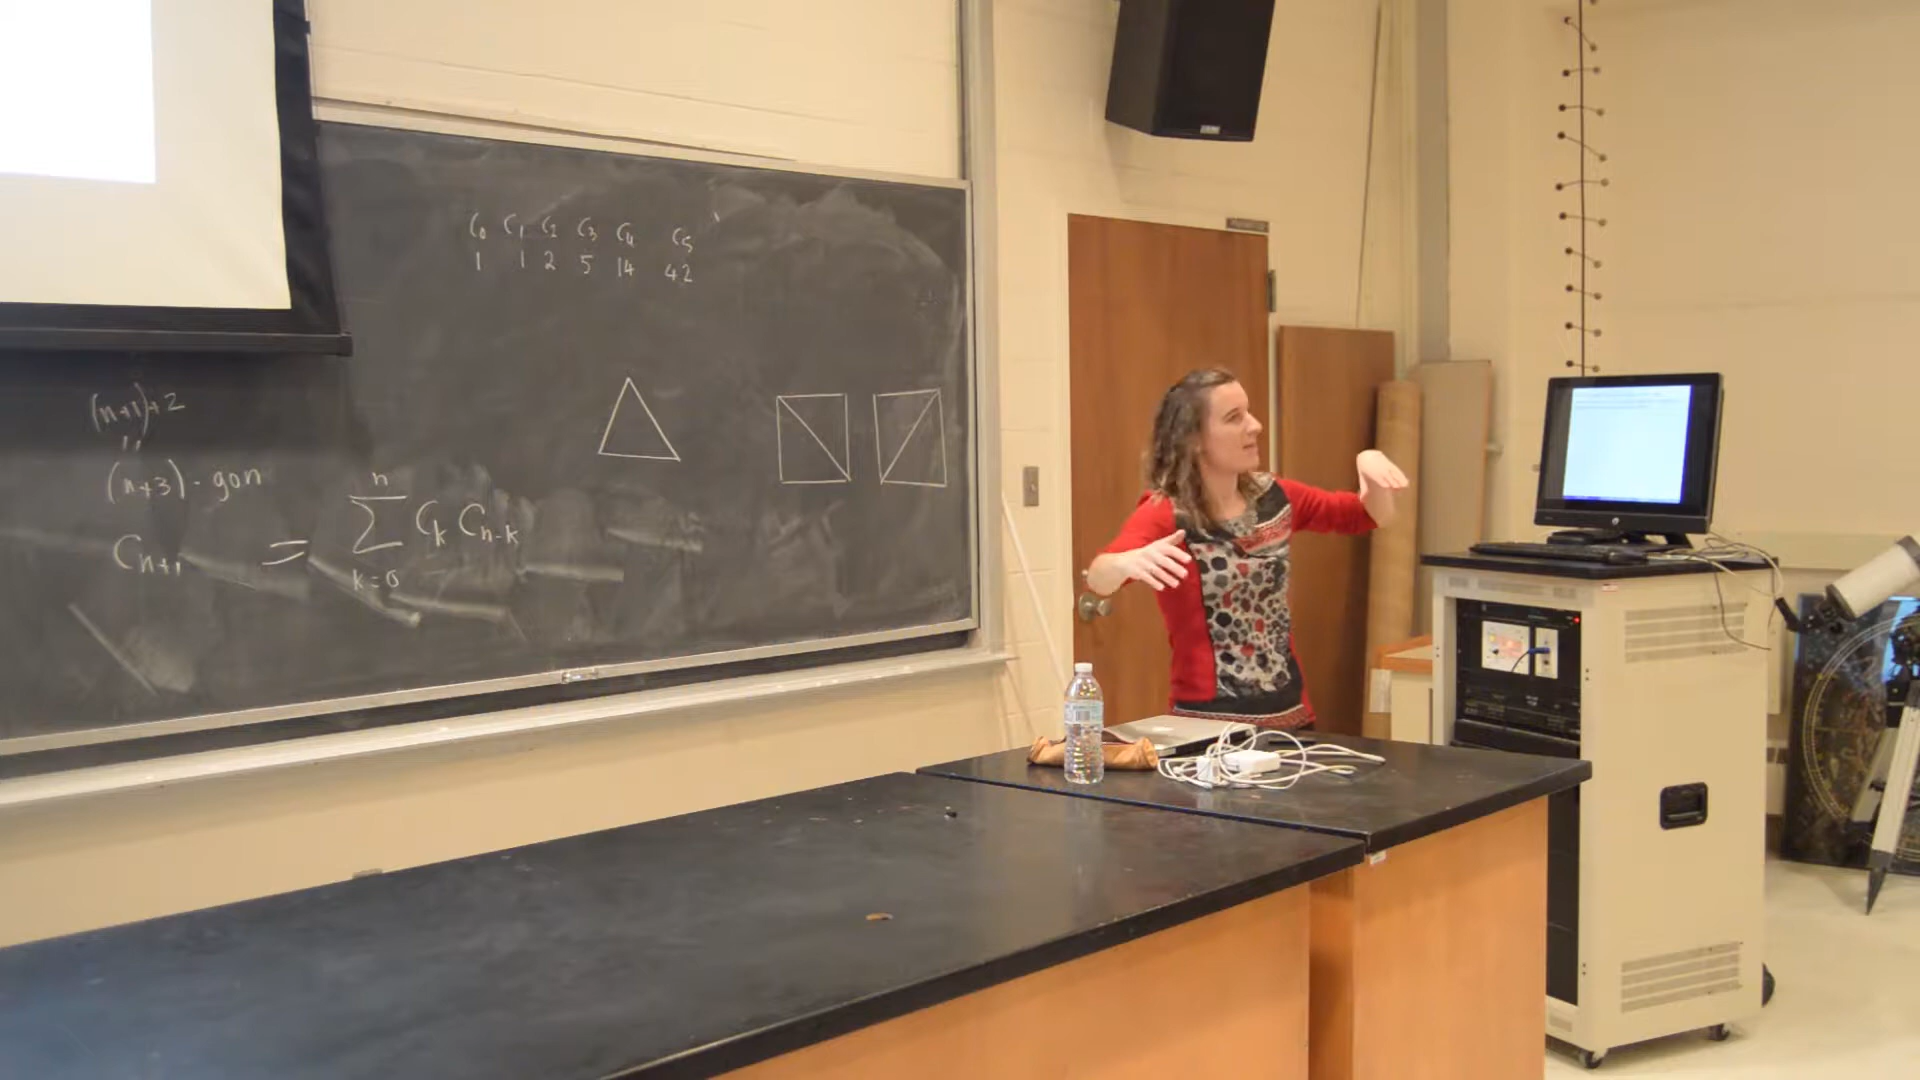 C₀ C₁ C₂ C₃ C₄ C₅
1 1 2 5 14 42
(n+1)+2
"
(n+3)-gon
n
Cₙ₊₁ = ∑ Cₖ Cₙ₋ₖ
k=0